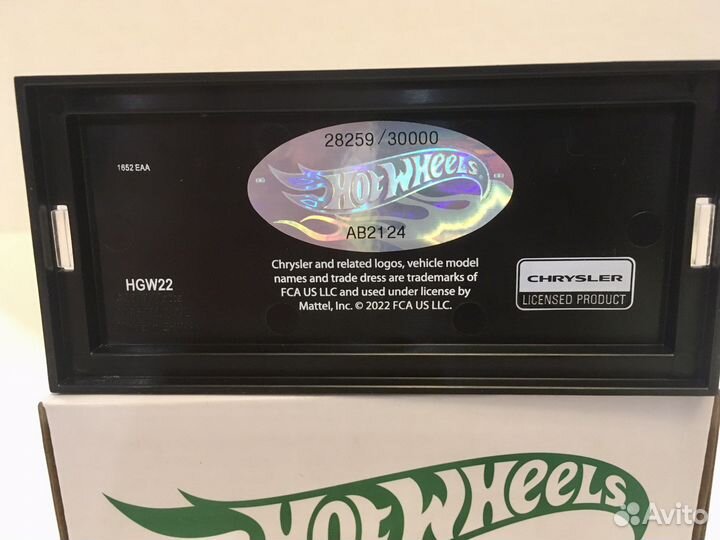 28259/30000
HOT WHEELS
AB2124
1652 EAA
HGW22
Chrysler and related logos, vehicle model
names and trade dress are trademarks of
FCA US LLC and used under license by
Mattel, Inc. © 2022 FCA US LLC.
CHRYSLER
LICENSED PRODUCT
HOT WHEELS
Avito